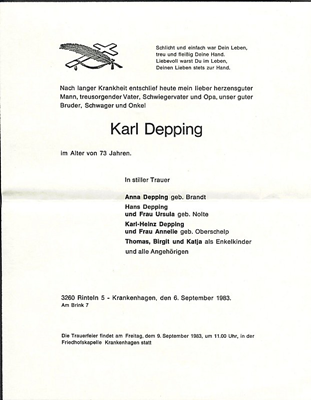 Schlicht und einfach war Dein Leben,
treu und fleißig Deine Hand.
Liebevoll warst Du im Leben,
Deinen Lieben stets zur Hand.
Nach langer Krankheit entschlief heute mein lieber herzensguter
Mann, treusorgender Vater, Schwiegervater und Opa, unser guter
Bruder, Schwager und Onkel
Karl Depping
im Alter von 73 Jahren.
In stiller Trauer
Anna Depping geb. Brandt
Hans Depping
und Frau Ursula geb. Nolte
Karl-Heinz Depping
und Frau Annelie geb. Oberschelp
Thomas, Birgit und Katja als Enkelkinder
und alle Angehörigen
3260 Rinteln 5 - Krankenhagen, den 6. September 1983.
Am Brink 7
Die Trauerfeier findet am Freitag, dem 9. September 1983, um 11.00 Uhr, in der
Friedhofskapelle Krankenhagen statt